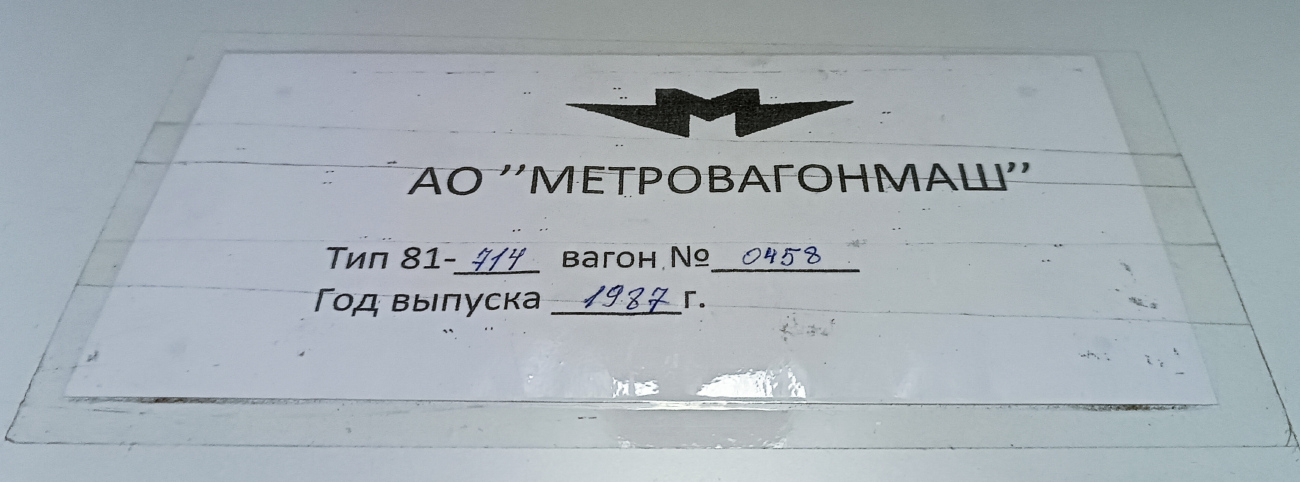 АО ’’МЕТРОВАГОНМАШ’’
Тип 81-714 вагон № 0458
Год выпуска 1987 г.